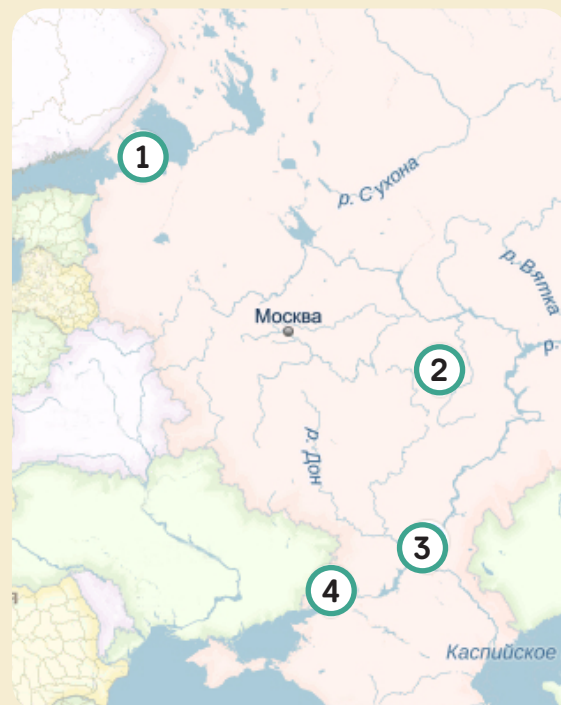 1
р. Сухона
р. Вятка
Москва
р.
2
р. Дон
3
4
я
Каспийское